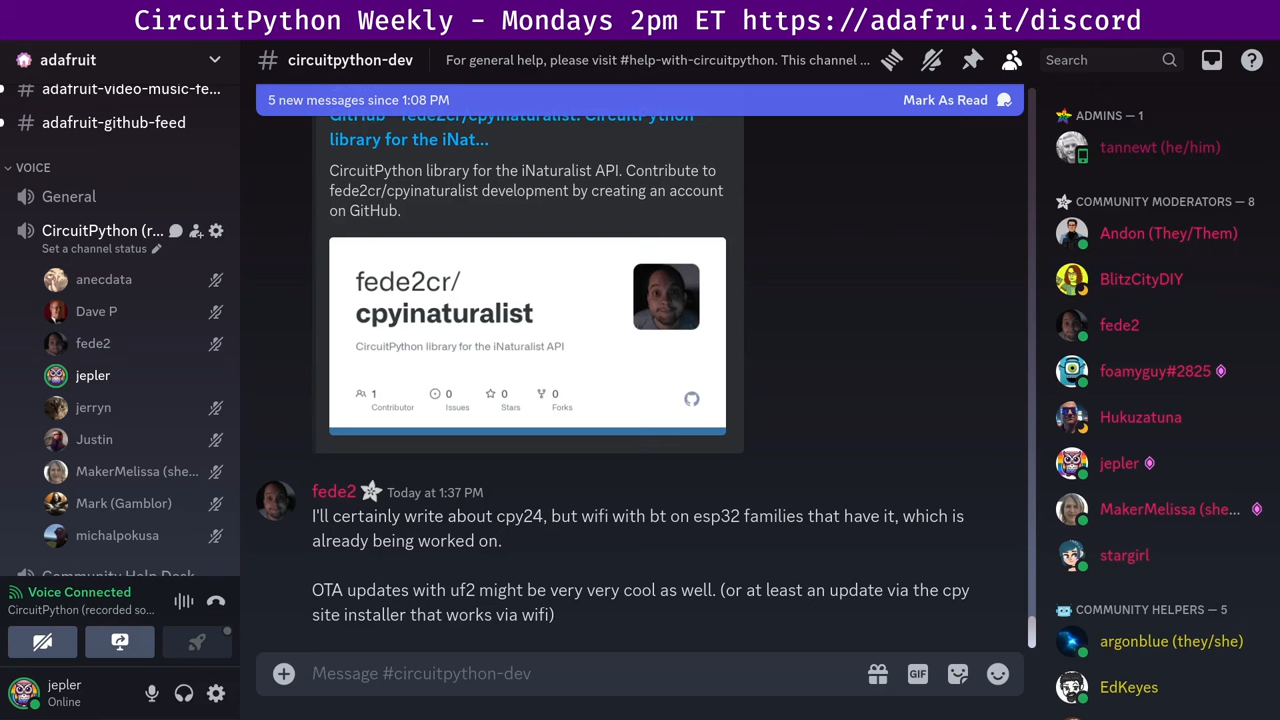 CircuitPython Weekly - Mondays 2pm ET https://adafru.it/discord
adafruit
adafruit-video-music-fe...
adafruit-github-feed
VOICE
General
CircuitPython (r...
Set a channel status
anecdata
Dave P
fede2
jepler
jerryn
Justin
MakerMelissa (she...
Mark (Gamblor)
michalpokusa
Community Help Desk
Voice Connected
CircuitPython (recorded so...
jepler
Online
circuitpython-dev
For general help, please visit #help-with-circuitpython. This channel ...
Search
5 new messages since 1:08 PM
Mark As Read
GitHub - fede2cr/cpyinaturalist: CircuitPython
library for the iNat...
CircuitPython library for the iNaturalist API. Contribute to
fede2cr/cpyinaturalist development by creating an account
on GitHub.
fede2cr/
cpyinaturalist
CircuitPython library for the iNaturalist API
1
Contributor
0
Issues
0
Stars
0
Forks
fede2 Today at 1:37 PM
I'll certainly write about cpy24, but wifi with bt on esp32 families that have it, which is
already being worked on.
OTA updates with uf2 might be very very cool as well. (or at least an update via the cpy
site installer that works via wifi)
Message #circuitpython-dev
GIF
ADMINS — 1
tannewt (he/him)
COMMUNITY MODERATORS — 8
Andon (They/Them)
BlitzCityDIY
fede2
foamyguy#2825
Hukuzatuna
jepler
MakerMelissa (she...
stargirl
COMMUNITY HELPERS — 5
argonblue (they/she)
EdKeyes